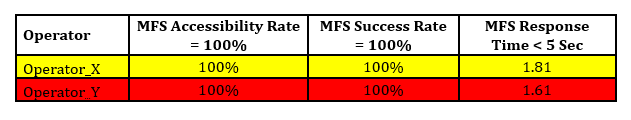 Operator MFS Accessibility Rate = 100% MFS Success Rate = 100% MFS Response Time < 5 Sec
Operator_X 100% 100% 1.81
Operator_Y 100% 100% 1.61